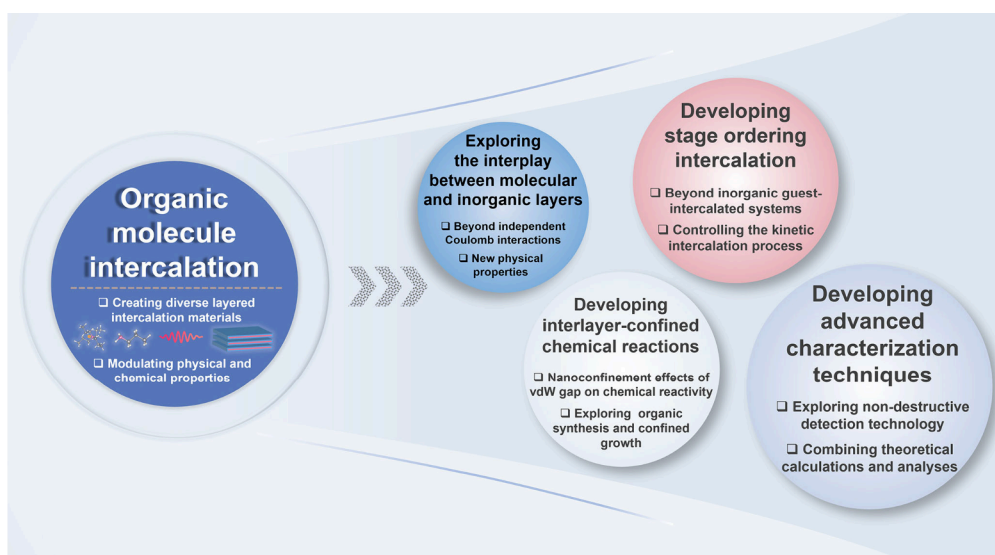 Organic
molecule
intercalation
❑ Creating diverse layered
intercalation materials
❑ Modulating physical and
chemical properties
Exploring
the interplay
between molecular
and inorganic layers
❑ Beyond independent
Coulomb interactions
❑ New physical
properties
Developing
stage ordering
intercalation
❑ Beyond inorganic guest-
intercalated systems
❑ Controlling the kinetic
intercalation process
Developing
interlayer-confined
chemical reactions
❑ Nanoconfinement effects of
vdW gap on chemical reactivity
❑ Exploring organic
synthesis and confined
growth
Developing
advanced
characterization
techniques
❑ Exploring non-destructive
detection technology
❑ Combining theoretical
calculations and analyses